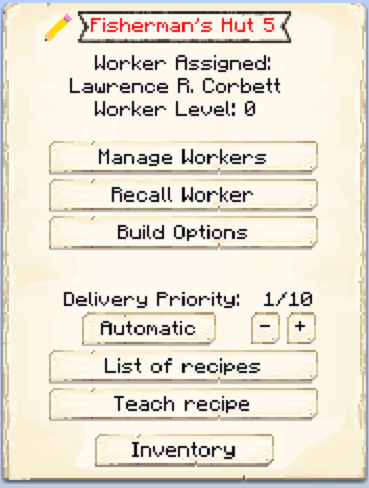 Fisherman's Hut 5
Worker Assigned:
Lawrence R. Corbett
Worker Level: 0
Manage Workers
Recall Worker
Build Options
Delivery Priority: 1/10
Automatic - +
List of recipes
Teach recipe
Inventory